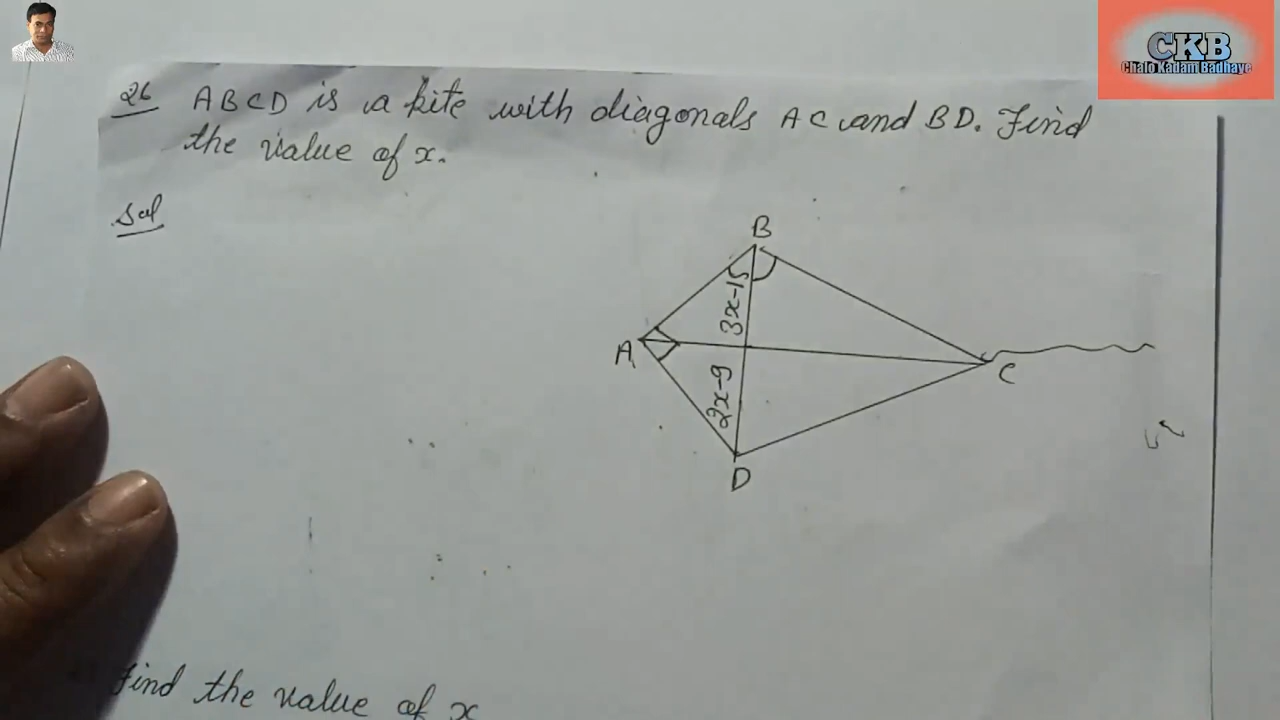 CKB
Chalo Kadam Badhaye
26 ABCD is a kite with diagonals AC and BD. Find
the value of x.
Sol
B
3x-15
A
C
2x-9
D
find the value of x